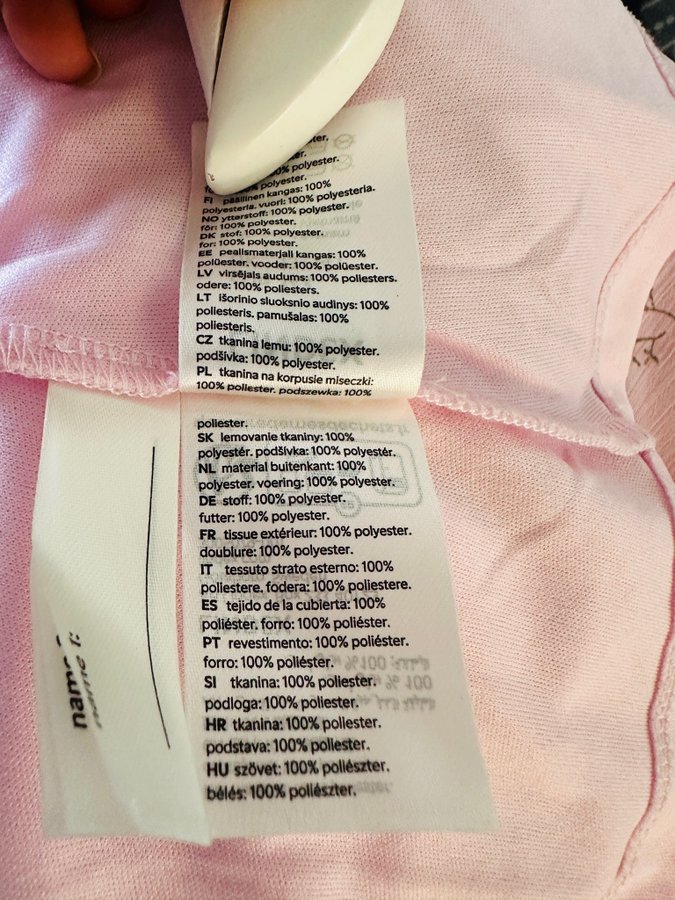 polyester.
100% polyester.
FI päällinen kangas: 100%
polyesteria. vuori: 100% polyesteria.
NO ytterstoff: 100% polyester.
fôr: 100% polyester.
DK stof: 100% polyester.
for: 100% polyester.
EE pealismaterjali kangas: 100%
polüester. vooder: 100% polüester.
LV virsējais audums: 100% poliesters.
odere: 100% poliesters.
LT išorinio sluoksnio audinys: 100%
poliesteris. pamušalas: 100%
poliesteris.
CZ tkanina lemu: 100% polyester.
podšívka: 100% polyester.
PL tkanina na korpusie miseczki:
100% poliester. podszewka: 100%
poliester.
SK lemovanie tkaniny: 100%
polyestér. podšívka: 100% polyestér.
NL material buitenkant: 100%
polyester. voering: 100% polyester.
DE stoff: 100% polyester.
futter: 100% polyester.
FR tissue extérieur: 100% polyester.
doublure: 100% polyester.
IT tessuto strato esterno: 100%
poliestere. fodera: 100% poliestere.
ES tejido de la cubierta: 100%
poliéster. forro: 100% poliéster.
PT revestimento: 100% poliéster.
forro: 100% poliéster.
SI tkanina: 100% poliester.
podloga: 100% poliester.
HR tkanina: 100% poliester.
podstava: 100% poliester.
HU szövet: 100% poliészter.
bélés: 100% poliészter.
name
name 1: